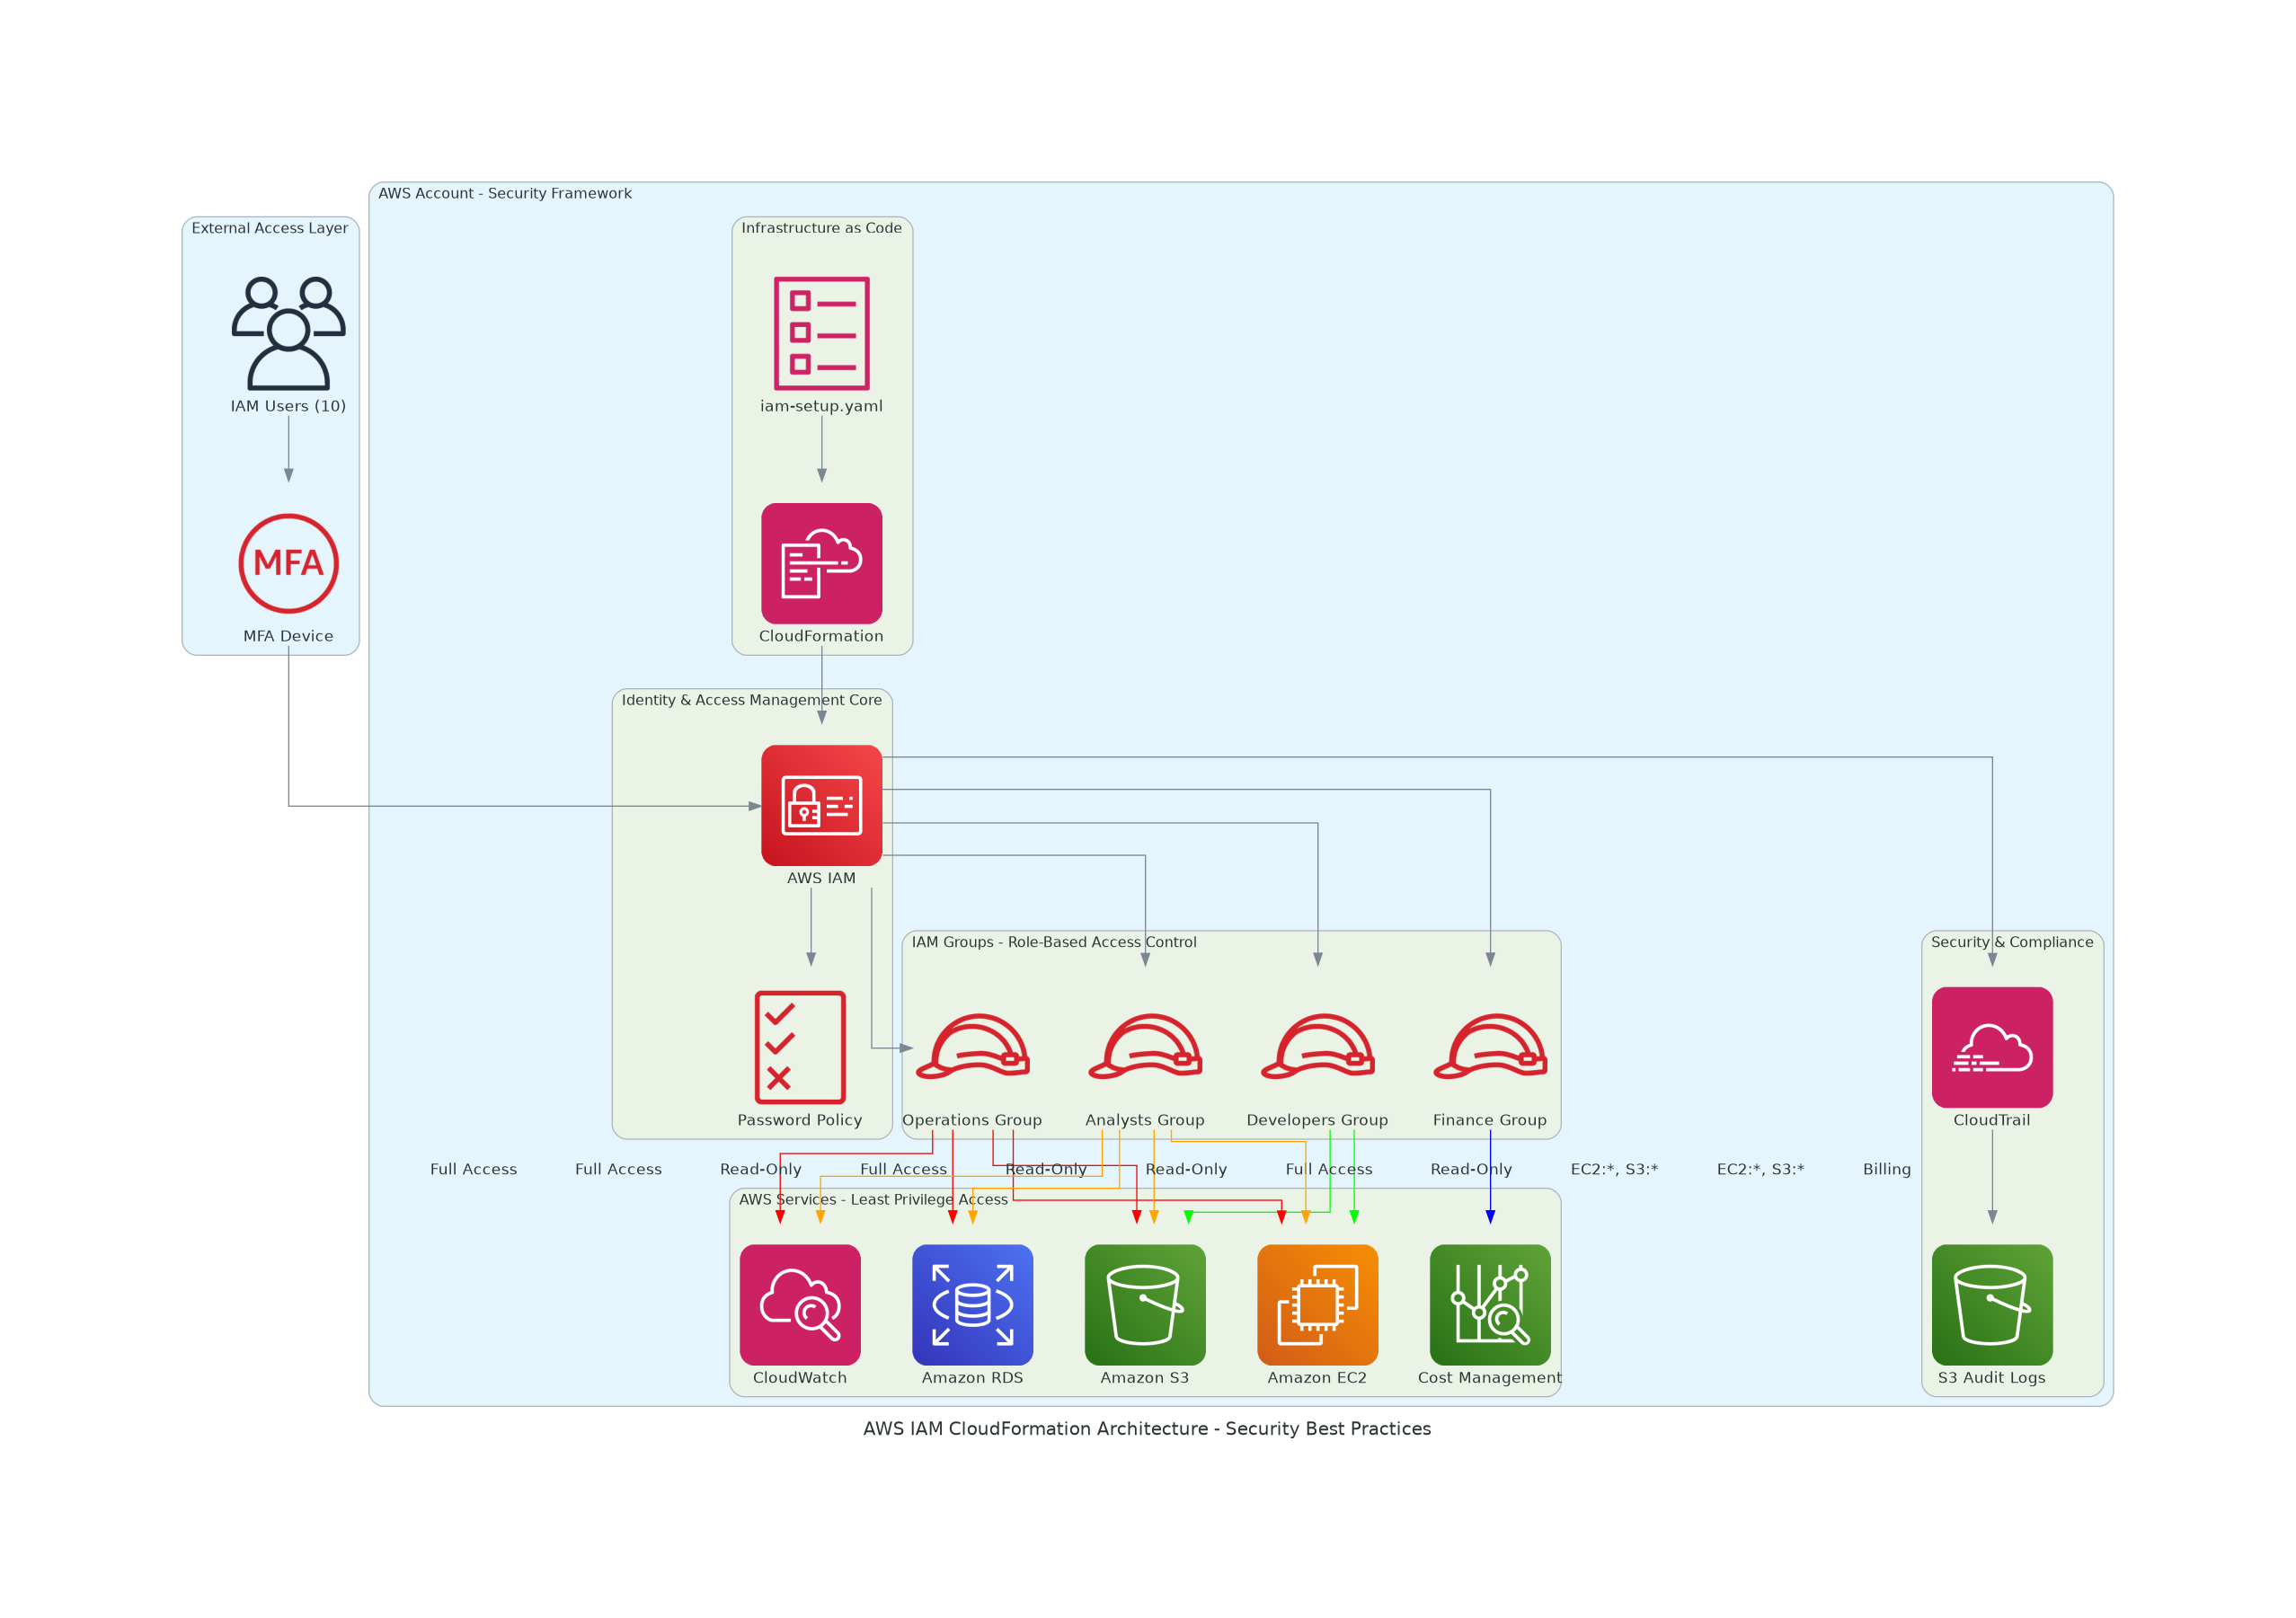 AWS Account - Security Framework
External Access Layer
Infrastructure as Code
IAM Users (10)
iam-setup.yaml
MFA
MFA Device
CloudFormation
Identity & Access Management Core
AWS IAM
IAM Groups - Role-Based Access Control
Security & Compliance
Password Policy
Operations Group
Analysts Group
Developers Group
Finance Group
CloudTrail
Full Access
Full Access
Read-Only
Full Access
Read-Only
Read-Only
Full Access
Read-Only
EC2:*, S3:*
EC2:*, S3:*
Billing
AWS Services - Least Privilege Access
CloudWatch
Amazon RDS
Amazon S3
Amazon EC2
Cost Management
S3 Audit Logs
AWS IAM CloudFormation Architecture - Security Best Practices